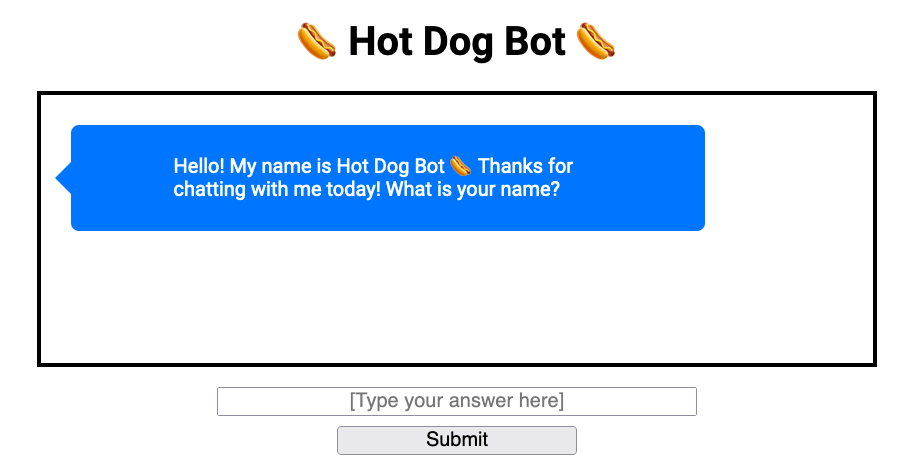 🌭 Hot Dog Bot 🌭
Hello! My name is Hot Dog Bot 🌭 Thanks for
chatting with me today! What is your name?
[Type your answer here]
Submit